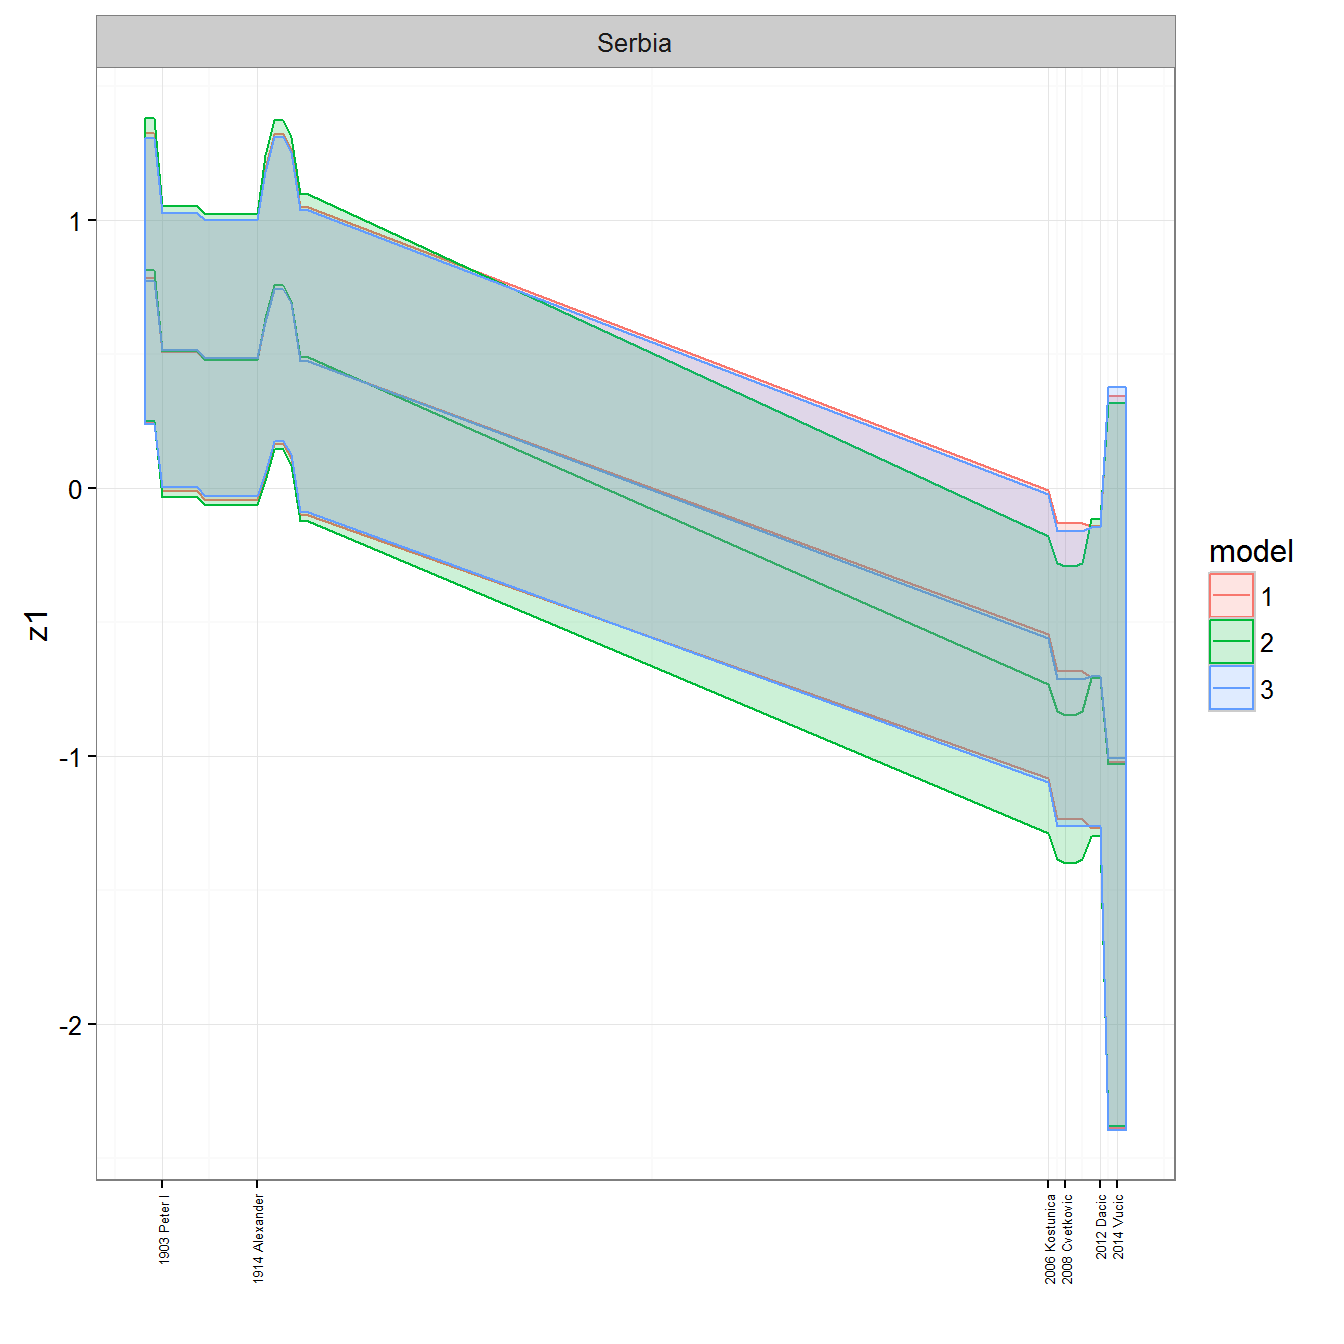 Serbia
1
0
-1
-2
z1
1903 Peter I
1914 Alexander
2006 Kostunica
2008 Cvetkovic
2012 Dacic
2014 Vucic
model
1
2
3